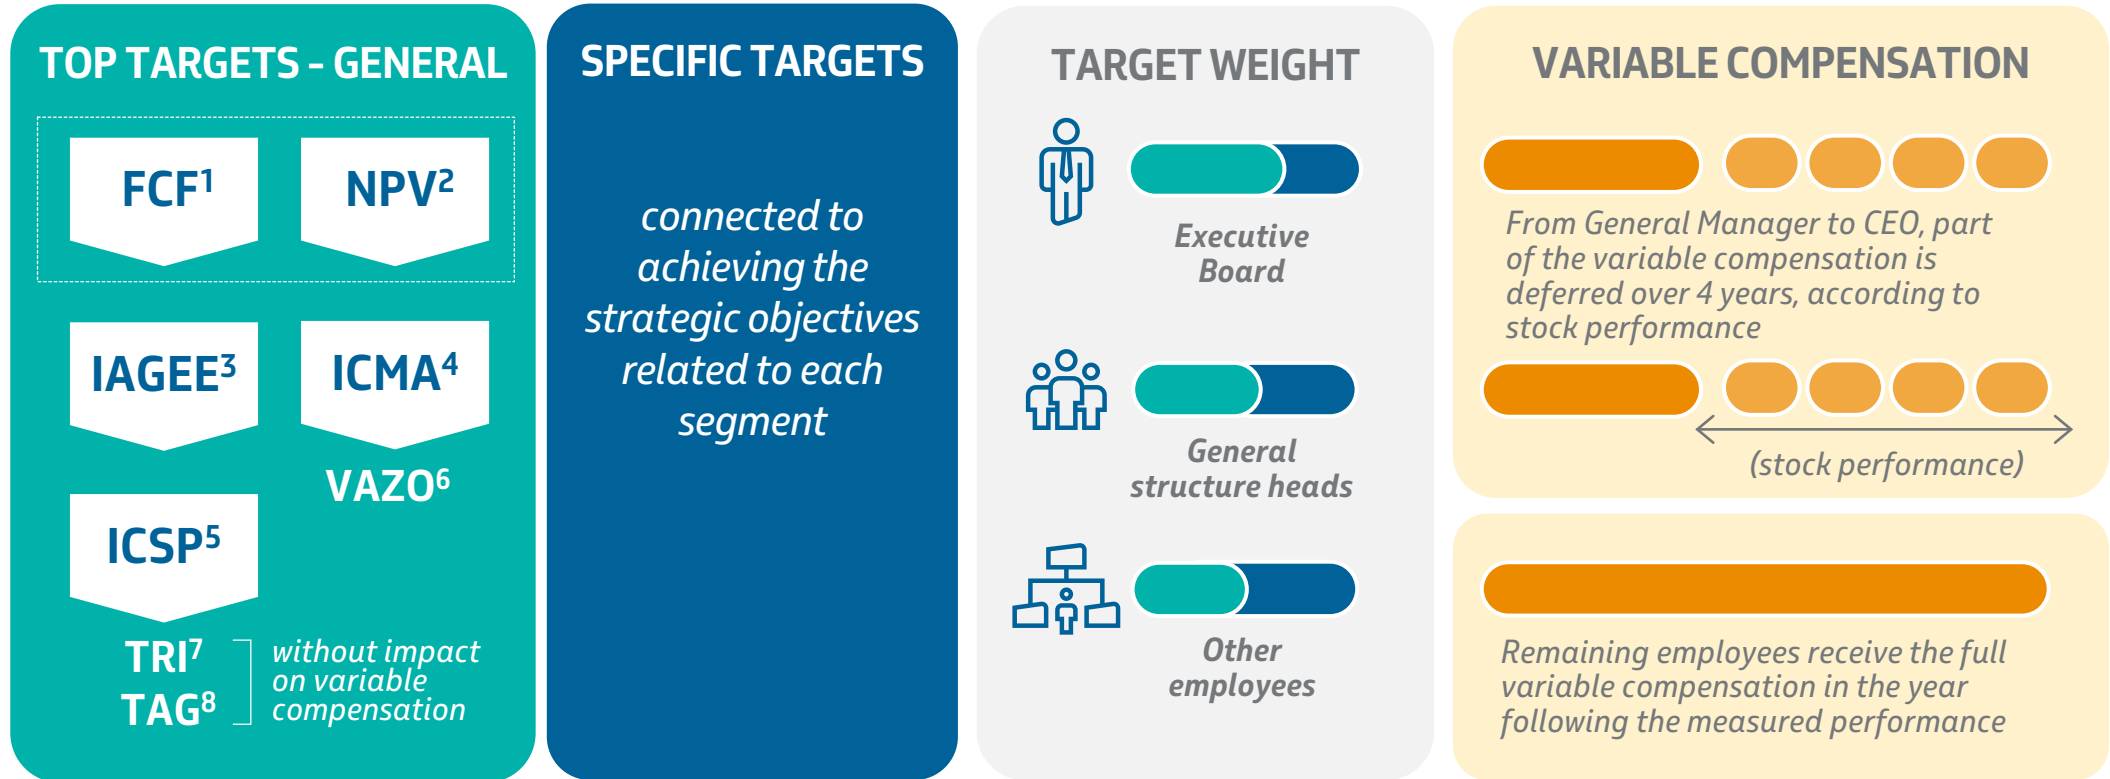 TOP TARGETS - GENERAL
FCF¹
NPV²
IAGEE³
ICMA⁴
VAZO⁶
ICSP⁵
TRI⁷
TAG⁸
without impact
on variable
compensation
SPECIFIC TARGETS
connected to
achieving the
strategic objectives
related to each
segment
TARGET WEIGHT
Executive
Board
General
structure heads
Other
employees
VARIABLE COMPENSATION
From General Manager to CEO, part
of the variable compensation is
deferred over 4 years, according to
stock performance
(stock performance)
Remaining employees receive the full
variable compensation in the year
following the measured performance